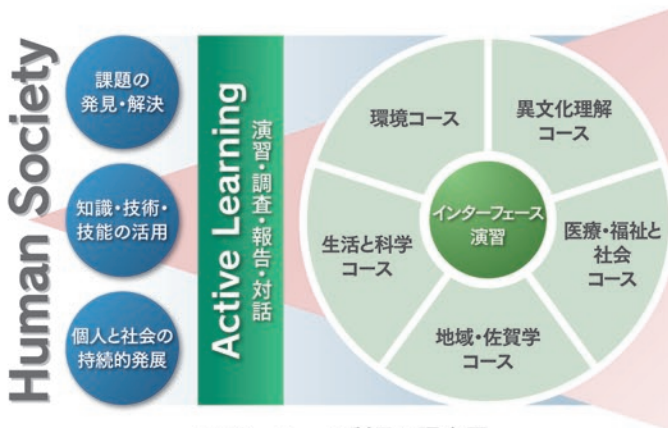 Human Society
課題の
発見・解決
知識・技術・
技能の活用
個人と社会の
持続的発展
Active Learning
演習・調査・報告・対話
環境コース
異文化理解
コース
生活と科学
コース
インターフェース
演習
医療・福祉と
社会
コース
地域・佐賀学
コース